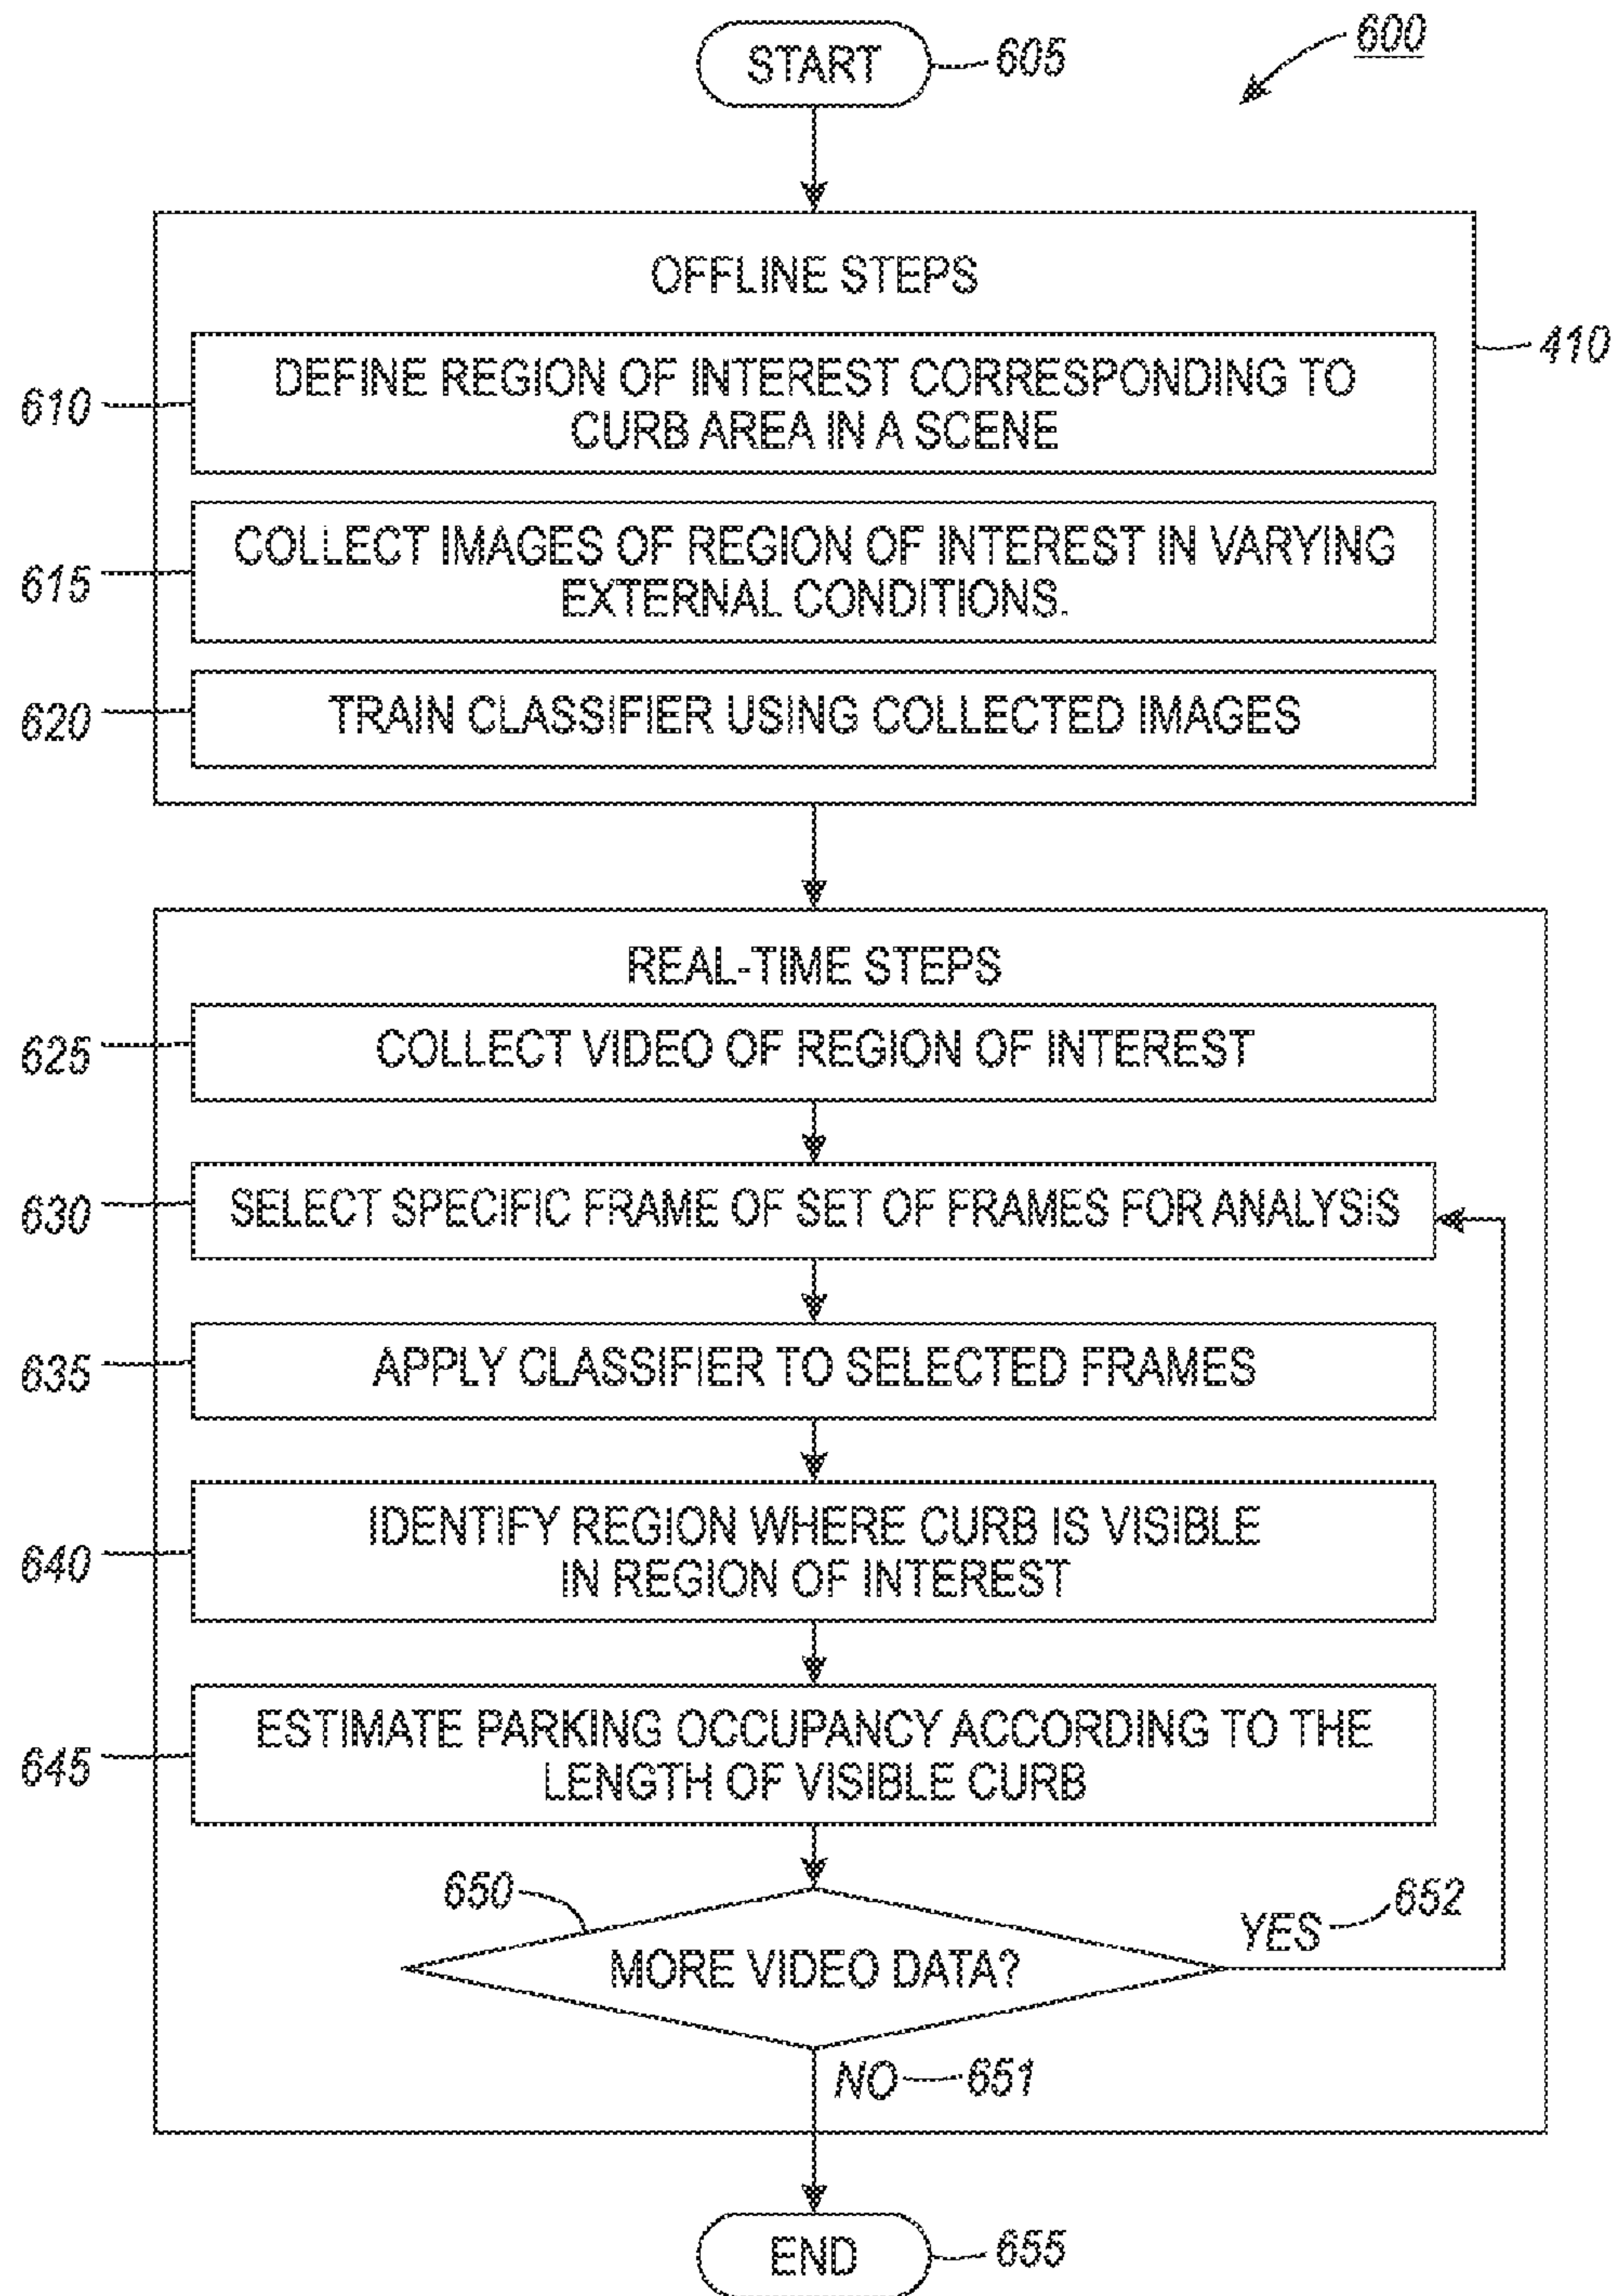 600
START
605
OFFLINE STEPS
410
610
DEFINE REGION OF INTEREST CORRESPONDING TO
CURB AREA IN A SCENE
615
COLLECT IMAGES OF REGION OF INTEREST IN VARYING
EXTERNAL CONDITIONS.
620
TRAIN CLASSIFIER USING COLLECTED IMAGES
REAL-TIME STEPS
625
COLLECT VIDEO OF REGION OF INTEREST
630
SELECT SPECIFIC FRAME OF SET OF FRAMES FOR ANALYSIS
635
APPLY CLASSIFIER TO SELECTED FRAMES
640
IDENTIFY REGION WHERE CURB IS VISIBLE
IN REGION OF INTEREST
645
ESTIMATE PARKING OCCUPANCY ACCORDING TO THE
LENGTH OF VISIBLE CURB
650
MORE VIDEO DATA?
YES
652
NO
651
END
655